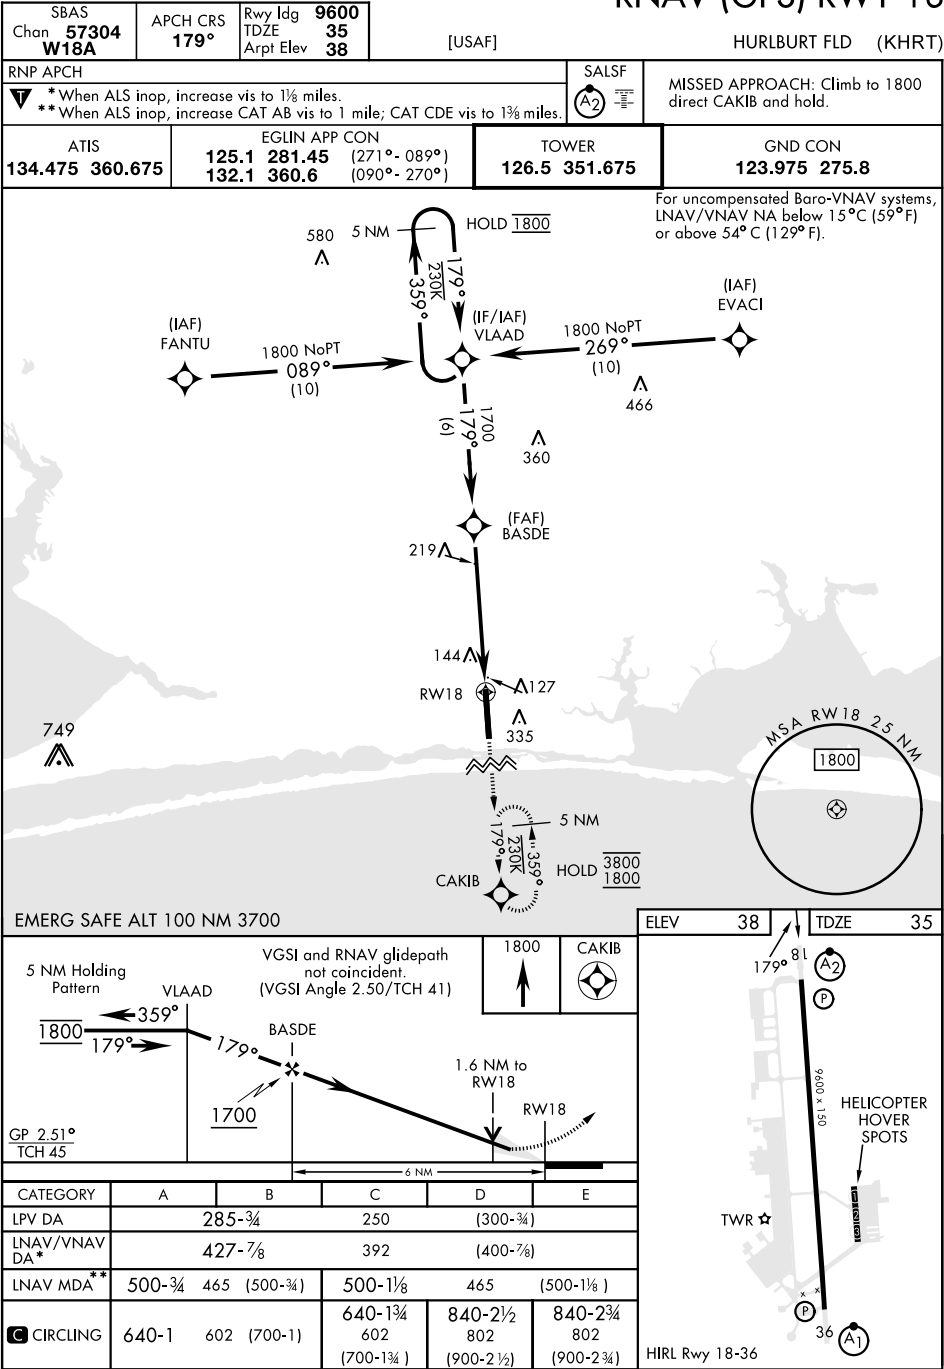 RNAV (GPS) RWY 18
SBAS
Chan 57304
W18A
APCH CRS
179°
Rwy ldg 9600
TDZE 35
Arpt Elev 38
[USAF]
HURLBURT FLD (KHRT)
RNP APCH
T
* When ALS inop, increase vis to 1⅛ miles.
** When ALS inop, increase CAT AB vis to 1 mile; CAT CDE vis to 1⅜ miles.
SALSF
A2
MISSED APPROACH: Climb to 1800
direct CAKIB and hold.
ATIS
134.475 360.675
EGLIN APP CON
125.1 281.45 (271°- 089°)
132.1 360.6 (090°- 270°)
TOWER
126.5 351.675
GND CON
123.975 275.8
For uncompensated Baro-VNAV systems,
LNAV/VNAV NA below 15°C (59°F)
or above 54°C (129°F).
580
5 NM
HOLD 1800
359°
230K
179°
(IAF)
FANTU
1800 NoPT
089°
(10)
(IF/IAF)
VLAAD
1800 NoPT
269°
(10)
(IAF)
EVACI
466
1700
179°
(6)
360
(FAF)
BASDE
219
144
RW18
127
335
749
MSA RW18 25 NM
1800
5 NM
179°
230K
359°
HOLD 3800
1800
CAKIB
EMERG SAFE ALT 100 NM 3700
ELEV 38
TDZE 35
5 NM Holding
Pattern
VLAAD
VGSI and RNAV glidepath
not coincident.
(VGSI Angle 2.50/TCH 41)
1800
CAKIB
359°
1800
179°
179°
BASDE
1700
1.6 NM to
RW18
RW18
GP 2.51°
TCH 45
6 NM
179°
18
A2
P
9600 x 150
HELICOPTER
HOVER
SPOTS
TWR
P
36
A1
HIRL Rwy 18-36
CATEGORY A B C D E
LPV DA 285-¾ 250 (300-¾)
LNAV/VNAV
DA* 427-⅞ 392 (400-⅞)
LNAV MDA** 500-¾ 465 (500-¾) 500-1⅛ 465 (500-1⅛)
C CIRCLING 640-1 602 (700-1) 640-1¾ 602 (700-1¾) 840-2½ 802 (900-2½) 840-2¾ 802 (900-2¾)